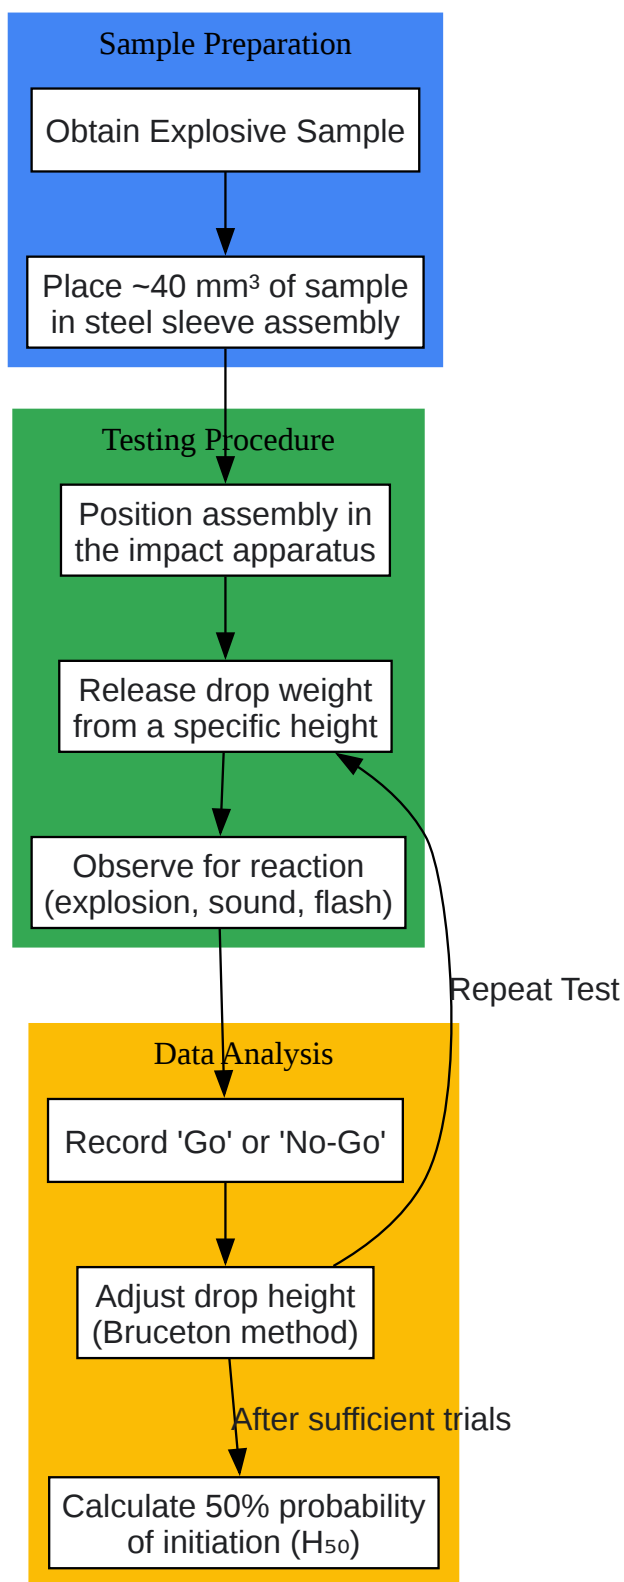 Sample Preparation
Obtain Explosive Sample
Place ~40 mm³ of sample
in steel sleeve assembly
Testing Procedure
Position assembly in
the impact apparatus
Release drop weight
from a specific height
Observe for reaction
(explosion, sound, flash)
Repeat Test
Data Analysis
Record 'Go' or 'No-Go'
Adjust drop height
(Bruceton method)
After sufficient trials
Calculate 50% probability
of initiation (H₅₀)